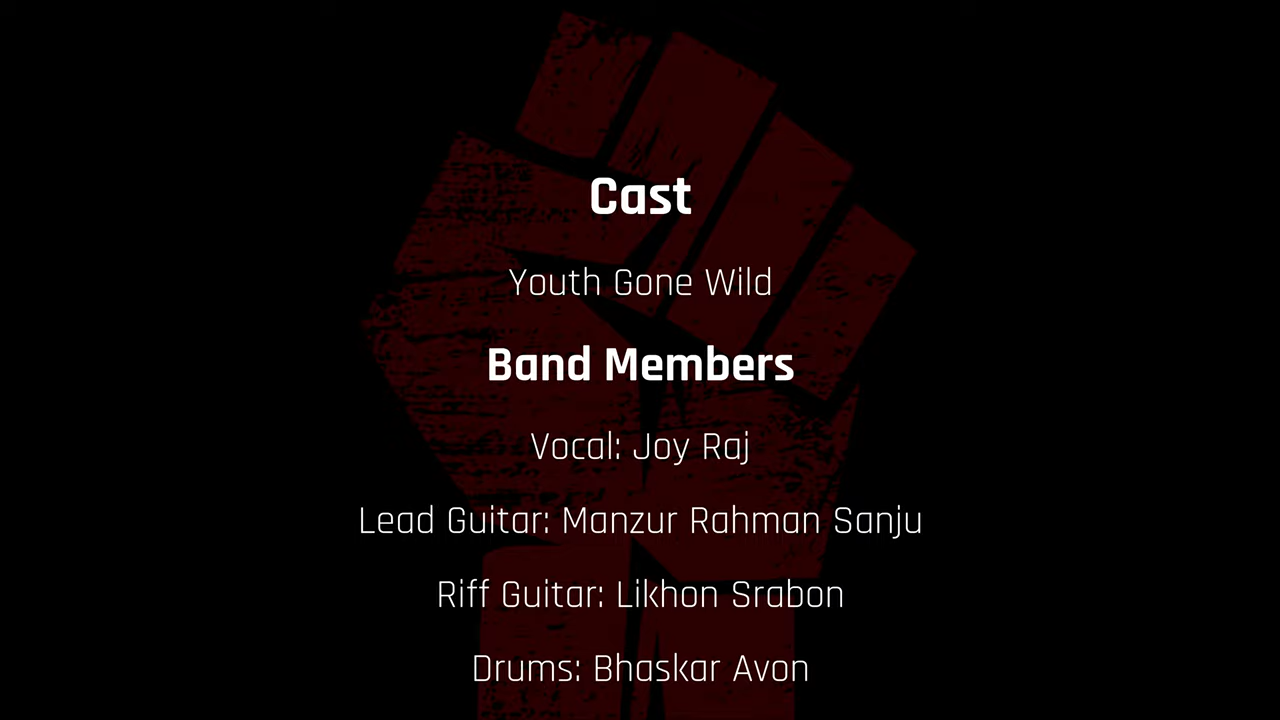 Cast
Youth Gone Wild
Band Members
Vocal: Joy Raj
Lead Guitar: Manzur Rahman Sanju
Riff Guitar: Likhon Srabon
Drums: Bhaskar Avon